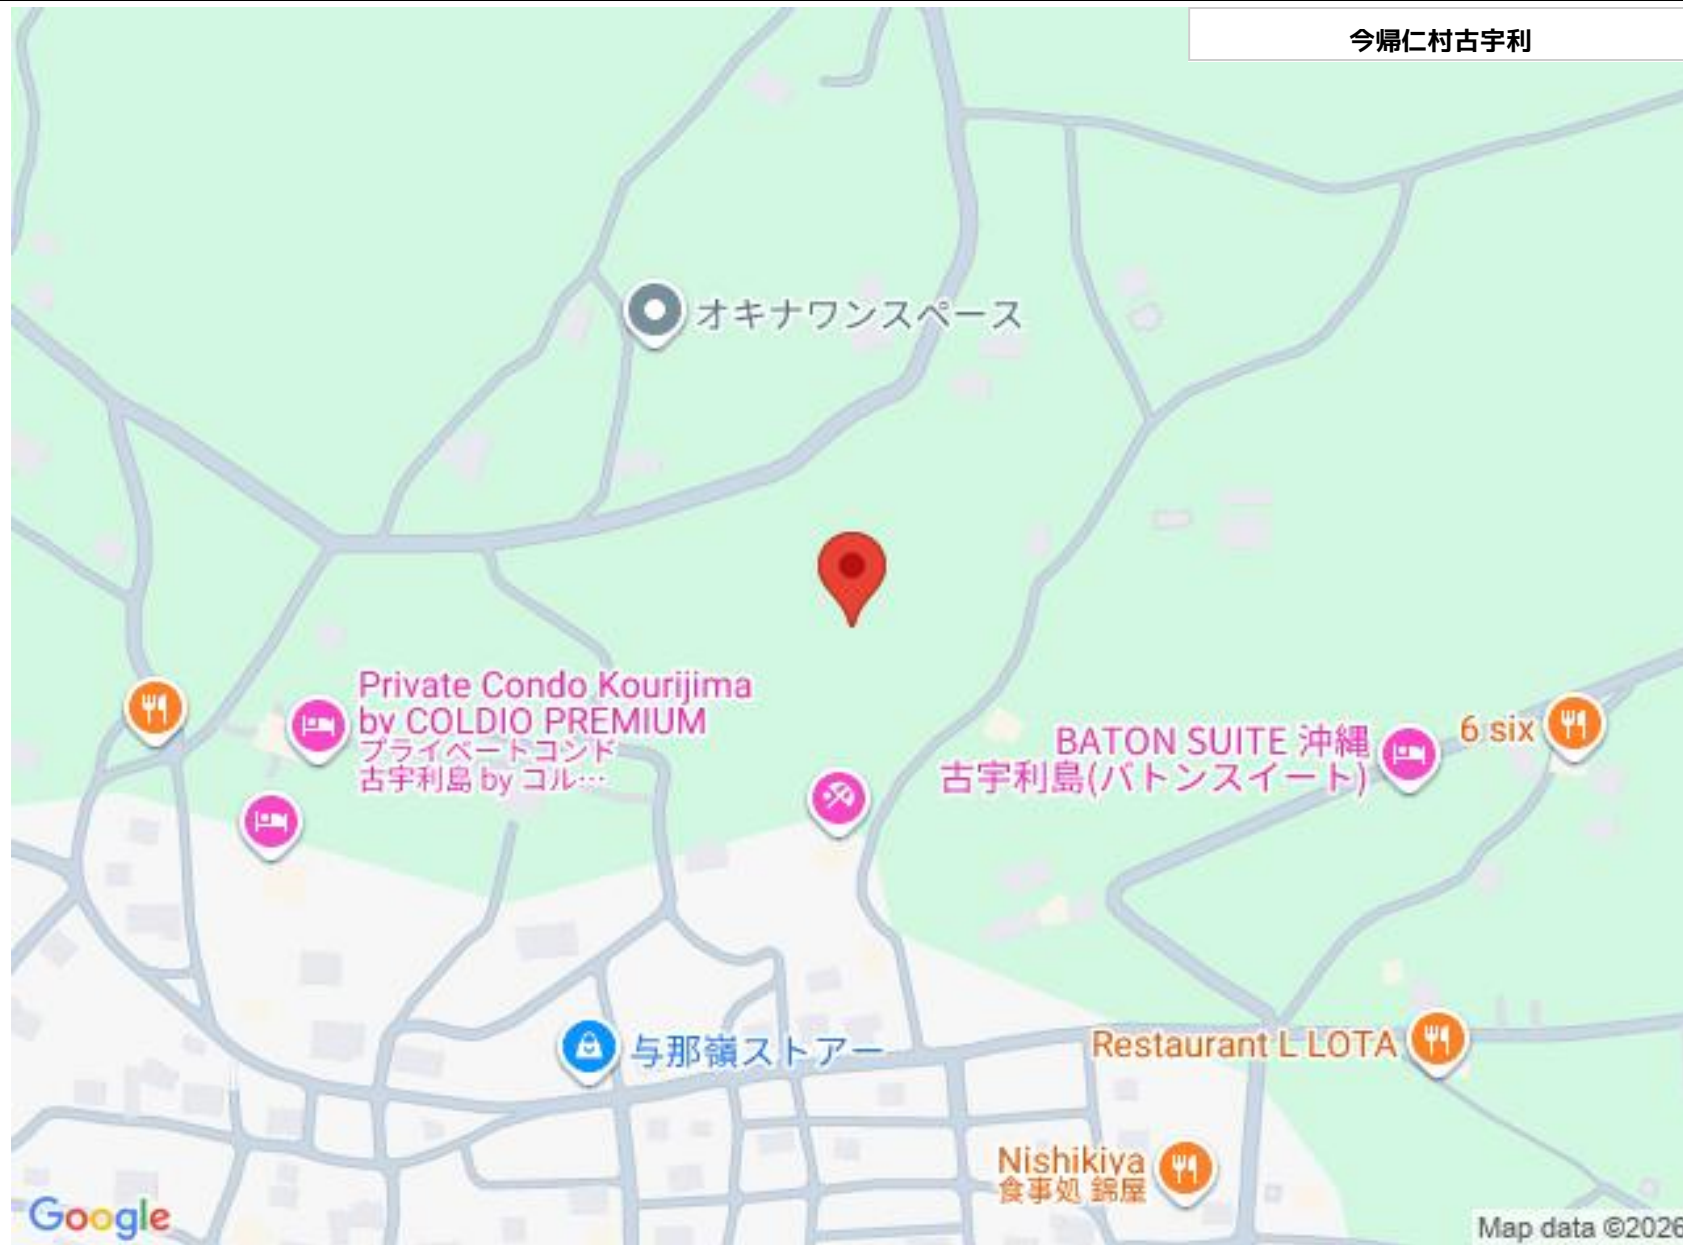 今帰仁村古宇利
オキナワンスペース
Private Condo Kourijima
by COLDIO PREMIUM
プライベートコンド
古宇利島 by コル…
BATON SUITE 沖縄
古宇利島(バトンスイート)
6 six
与那嶺ストアー
Restaurant L LOTA
Nishikiya
食事処 錦屋
Google
Map data ©2026